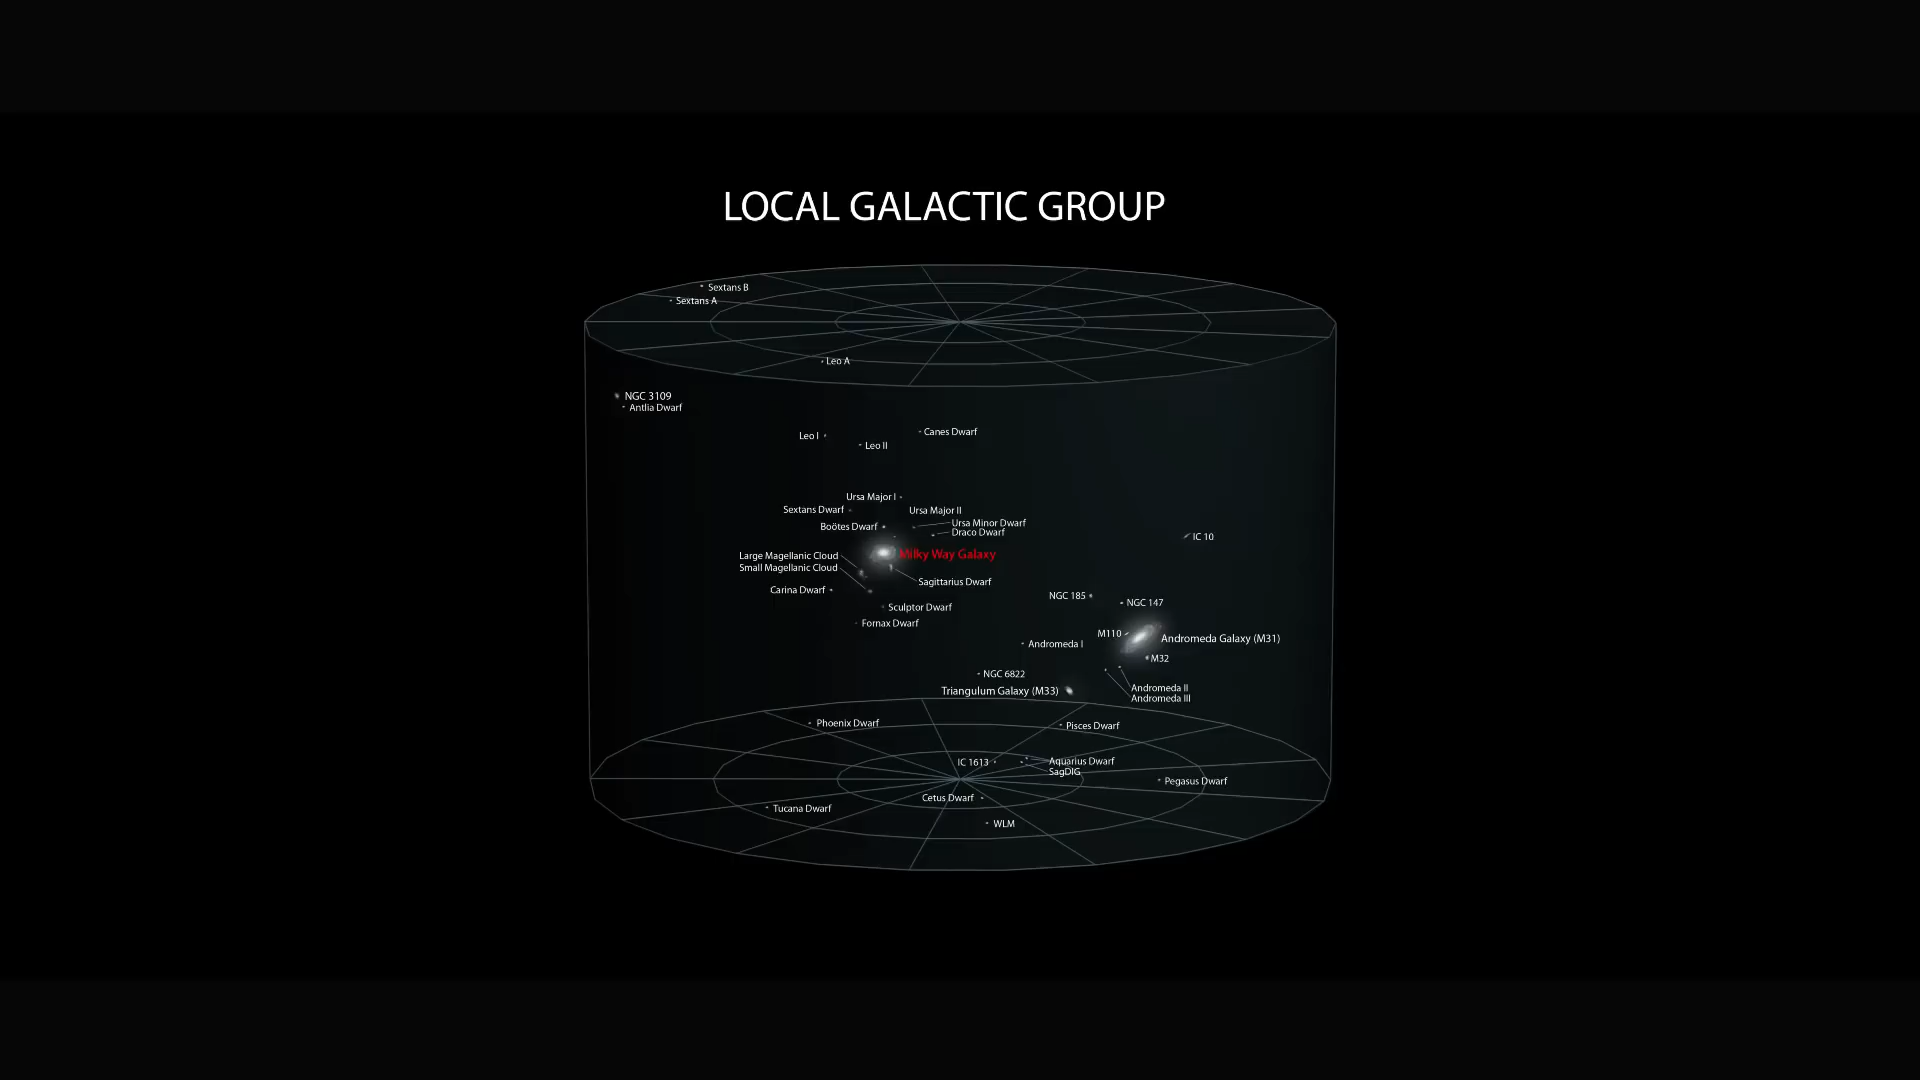 LOCAL GALACTIC GROUP
Sextans B
Sextans A
Leo A
NGC 3109
Antlia Dwarf
Canes Dwarf
Leo I
Leo II
Ursa Major I
Sextans Dwarf
Ursa Major II
Ursa Minor Dwarf
Boötes Dwarf
Draco Dwarf
IC 10
Milky Way Galaxy
Large Magellanic Cloud
Small Magellanic Cloud
Sagittarius Dwarf
Carina Dwarf
NGC 185
NGC 147
Sculptor Dwarf
Fornax Dwarf
M110
Andromeda Galaxy (M31)
Andromeda I
M32
NGC 6822
Andromeda II
Triangulum Galaxy (M33)
Andromeda III
Phoenix Dwarf
Pisces Dwarf
IC 1613
Aquarius Dwarf
SagDIG
Pegasus Dwarf
Cetus Dwarf
Tucana Dwarf
WLM